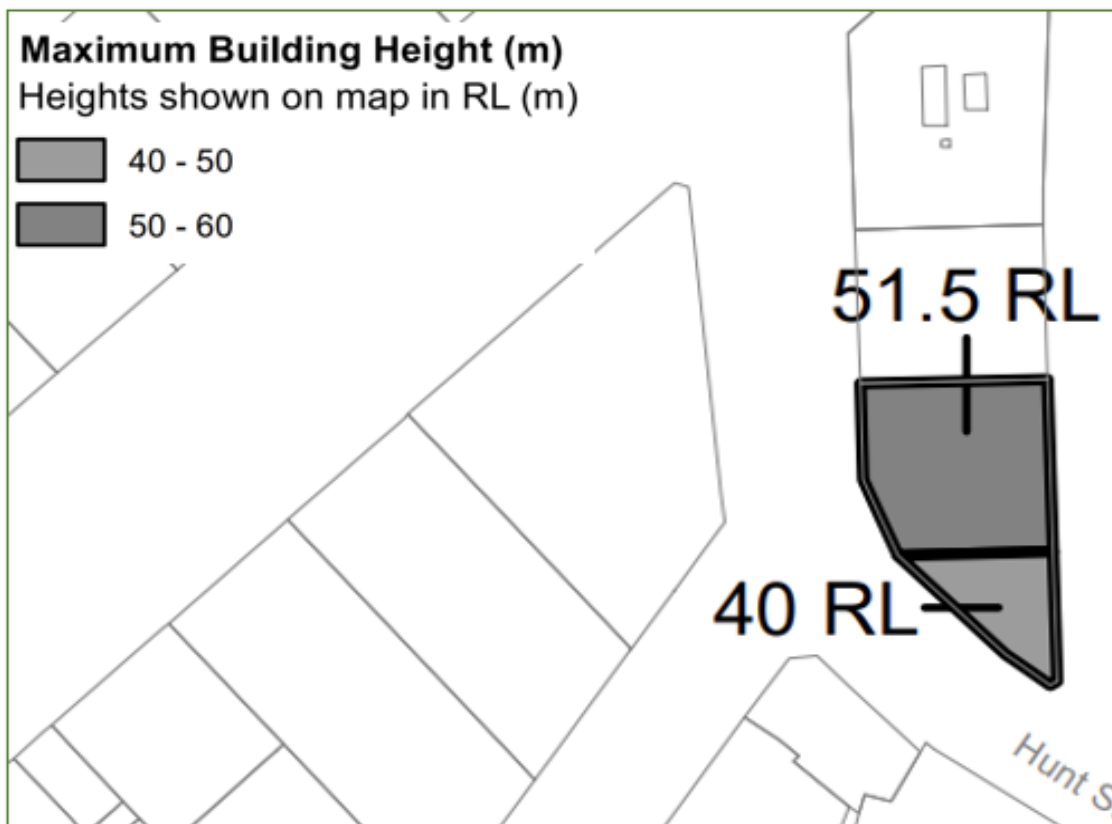 Maximum Building Height (m)
Heights shown on map in RL (m)
40 - 50
50 - 60
51.5 RL
40 RL
Hunt